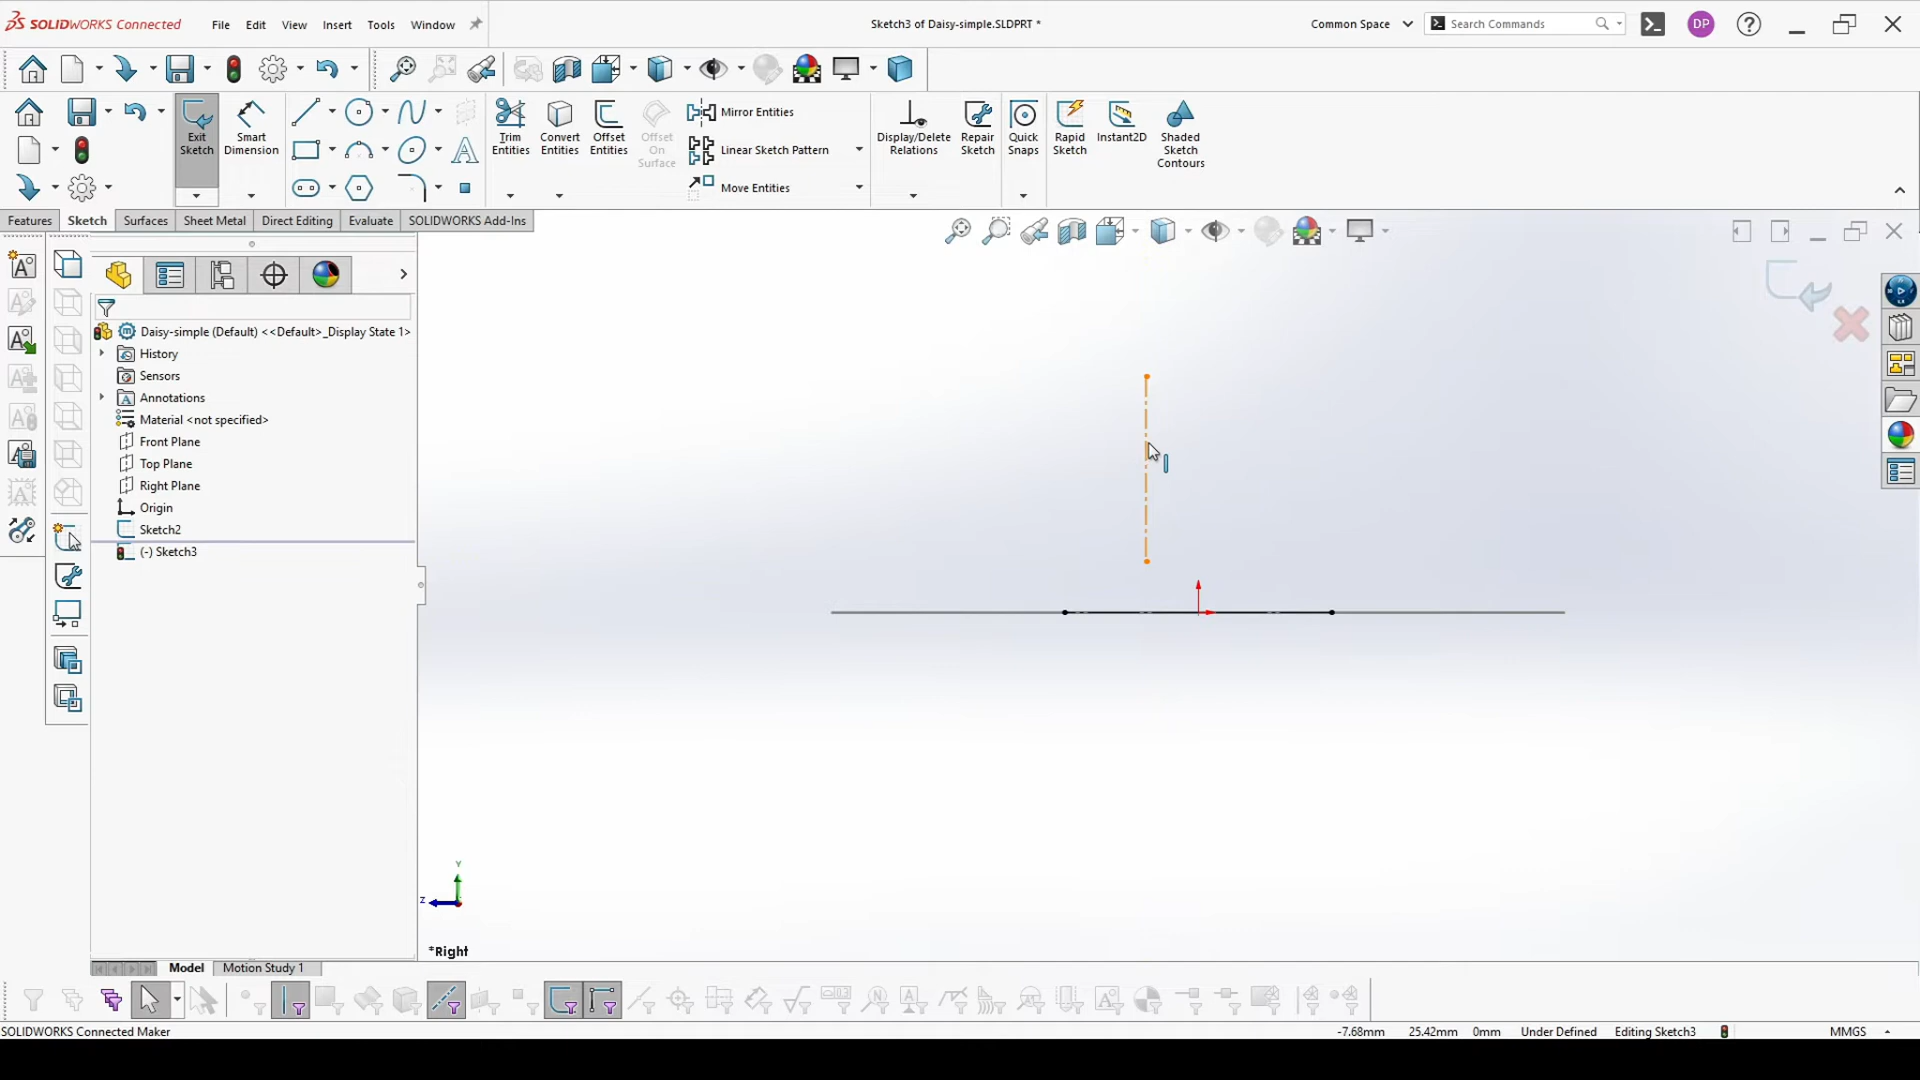 SOLIDWORKS Connected File Edit View Insert Tools Window Sketch3 of Daisy-simple.SLDPRT * Common Space Search Commands DP
Exit Sketch
Smart Dimension
Trim Entities
Convert Entities
Offset Entities
Offset On Surface
Mirror Entities
Linear Sketch Pattern
Move Entities
Display/Delete Relations
Repair Sketch
Quick Snaps
Rapid Sketch
Instant2D
Shaded Sketch Contours
Features Sketch Surfaces Sheet Metal Direct Editing Evaluate SOLIDWORKS Add-Ins
Daisy-simple (Default) <<Default>_Display State 1>
History
Sensors
Annotations
Material <not specified>
Front Plane
Top Plane
Right Plane
Origin
Sketch2
(-) Sketch3
Y
Z
*Right
Model Motion Study 1
SOLIDWORKS Connected Maker -7.68mm 25.42mm 0mm Under Defined Editing Sketch3 MMGS